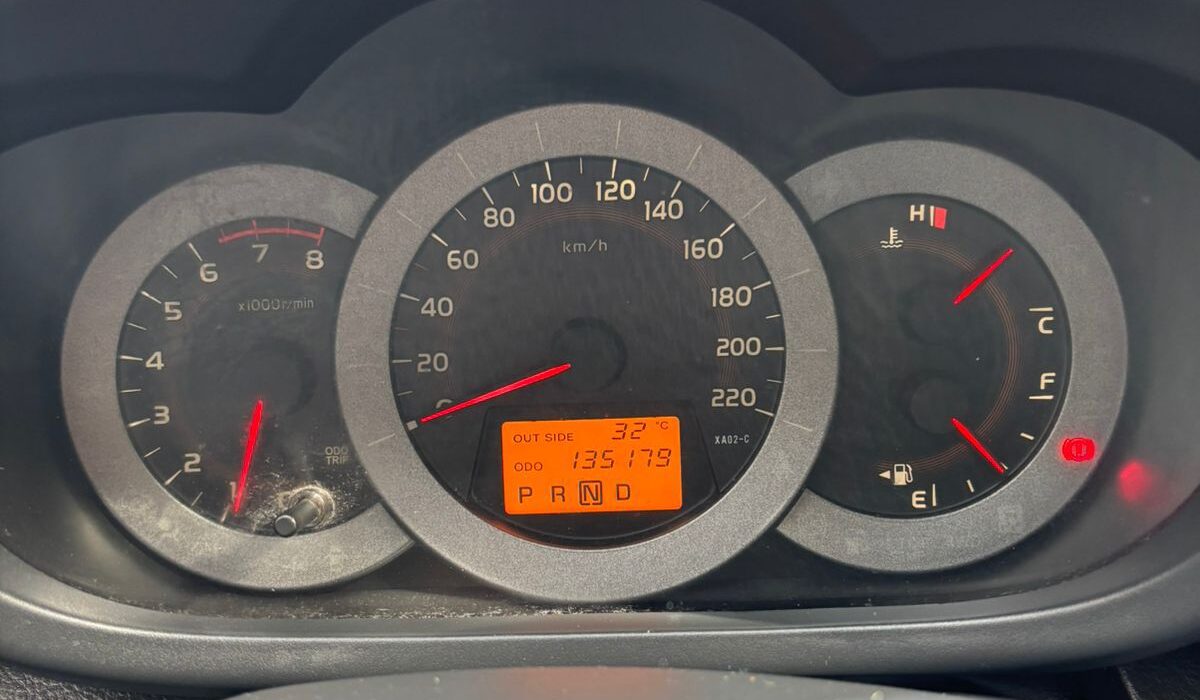 8
7
6
5
4
3
2
1
x1000r/min
ODO
TRIP
km/h
0
20
40
60
80
100
120
140
160
180
200
220
XA02-C
OUT SIDE 32 °C
ODO 135179
P R N D
H
C
F
E